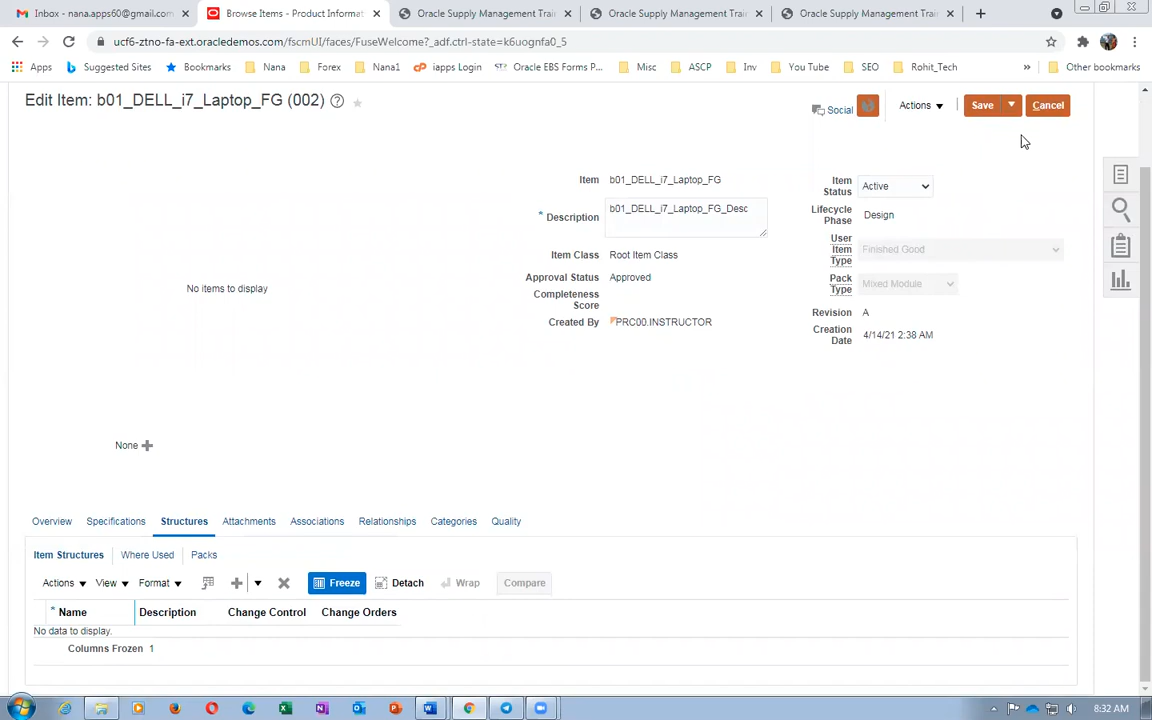 Inbox - nana.apps60@gmail.com
Browse Items - Product Informat
Oracle Supply Management Trai
Oracle Supply Management Trai
Oracle Supply Management Trai
ucf6-ztno-fa-ext.oracledemos.com/fscmUI/faces/FuseWelcome?_adf.ctrl-state=k6uognfa0_5
Apps Suggested Sites Bookmarks Nana Forex Nana1 iapps Login Oracle EBS Forms P... Misc ASCP Inv You Tube SEO Rohit_Tech » Other bookmarks
Edit Item: b01_DELL_i7_Laptop_FG (002) ?
Social Actions Save Cancel
Item b01_DELL_i7_Laptop_FG
* Description b01_DELL_i7_Laptop_FG_Desc
Item Class Root Item Class
Approval Status Approved
Completeness
Score
Created By PRC00.INSTRUCTOR
Item
Status Active
Lifecycle
Phase Design
User
Item
Type Finished Good
Pack
Type Mixed Module
Revision A
Creation
Date 4/14/21 2:38 AM
No items to display
None
Overview Specifications Structures Attachments Associations Relationships Categories Quality
Item Structures Where Used Packs
Actions View Format Freeze Detach Wrap Compare
* Name Description Change Control Change Orders
No data to display.
Columns Frozen 1
8:32 AM